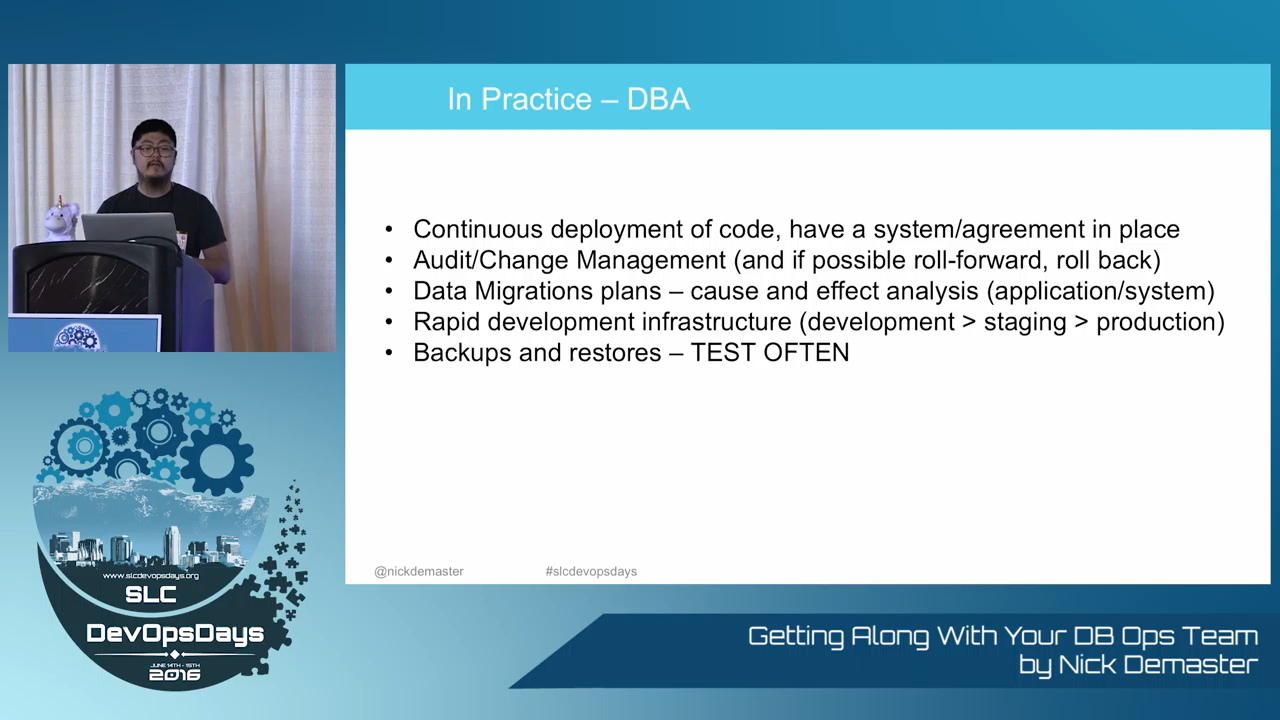 In Practice – DBA
• Continuous deployment of code, have a system/agreement in place
• Audit/Change Management (and if possible roll-forward, roll back)
• Data Migrations plans – cause and effect analysis (application/system)
• Rapid development infrastructure (development > staging > production)
• Backups and restores – TEST OFTEN
@nickdemaster
#slcdevopsdays
www.slcdevopsdays.org
SLC
DevOpsDays
JUNE 14TH - 15TH
2016
Getting Along With Your DB Ops Team
by Nick Demaster